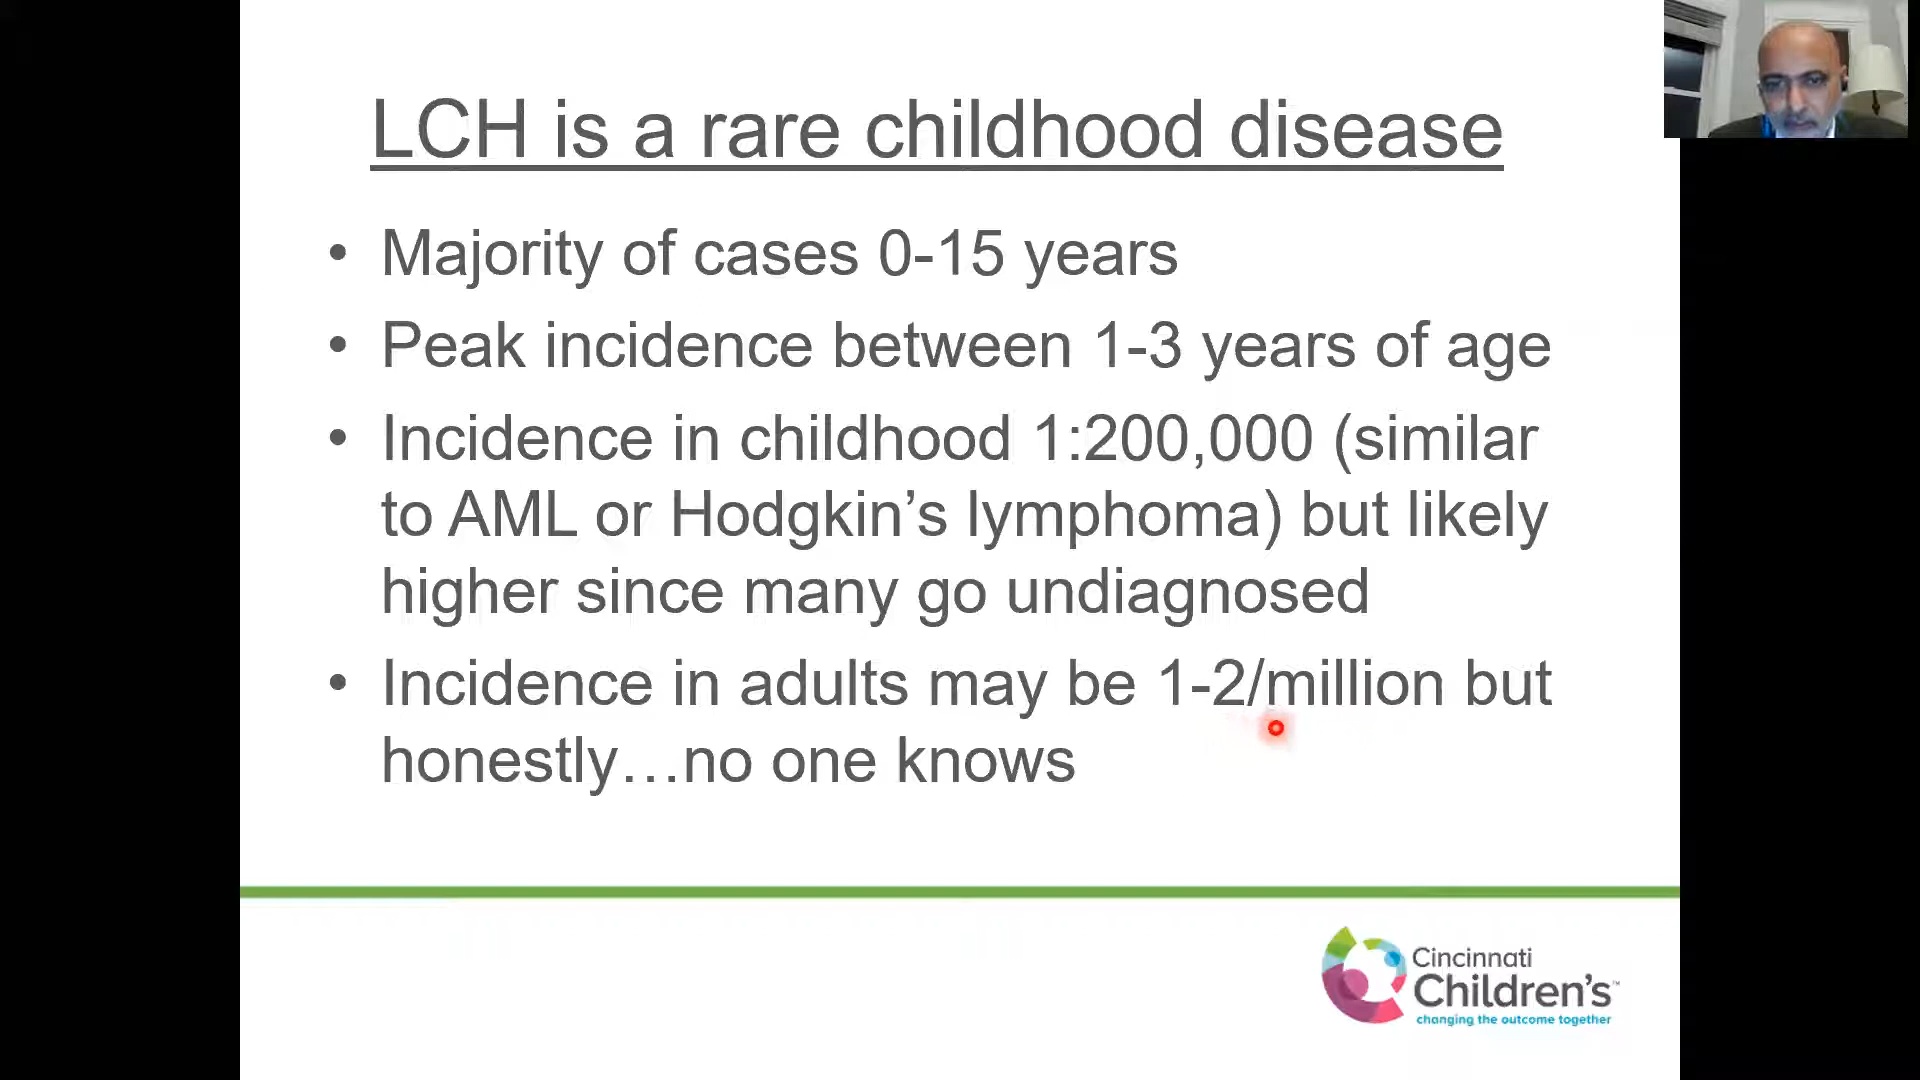 LCH is a rare childhood disease
• Majority of cases 0-15 years
• Peak incidence between 1-3 years of age
• Incidence in childhood 1:200,000 (similar
to AML or Hodgkin’s lymphoma) but likely
higher since many go undiagnosed
• Incidence in adults may be 1-2/million but
honestly…no one knows
Cincinnati
Children’s™
changing the outcome together